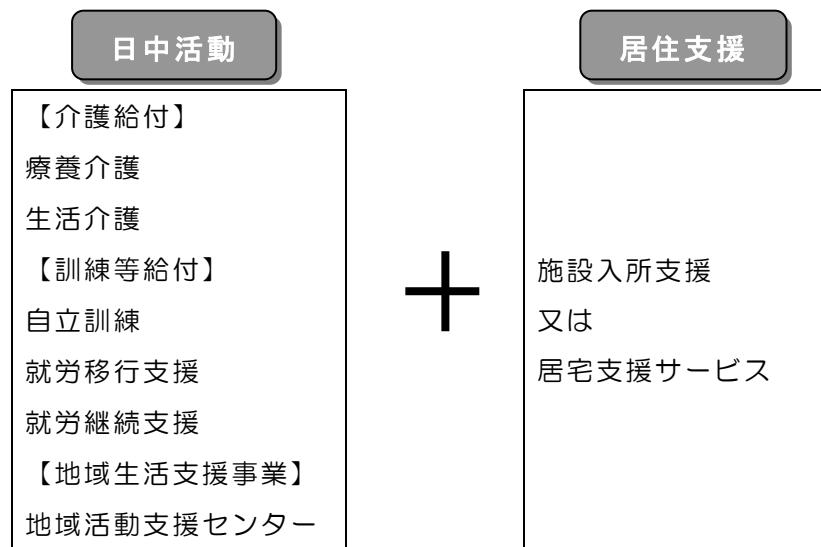 日中活動
【介護給付】
療養介護
生活介護
【訓練等給付】
自立訓練
就労移行支援
就労継続支援
【地域生活支援事業】
地域活動支援センター
＋
居住支援
施設入所支援
又は
居宅支援サービス